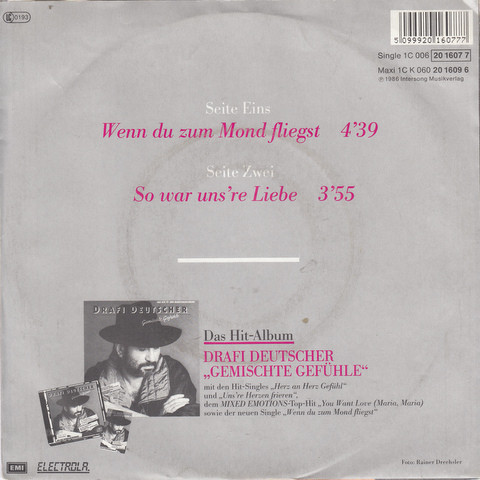 0193
5 099920 160777
Single 1C 006 20 1607 7
Maxi 1C K 060 20 1609 6
℗ 1986 Intersong Musikverlag
Seite Eins
Wenn du zum Mond fliegst 4'39
Seite Zwei
So war uns're Liebe 3'55
DRAFI DEUTSCHER
Gemischte Gefühle
Das Hit-Album
DRAFI DEUTSCHER
„GEMISCHTE GEFÜHLE“
mit den Hit-Singles „Herz an Herz Gefühl“
und „Uns're Herzen frieren“,
dem MIXED EMOTIONS-Top-Hit „You Want Love (Maria, Maria)
sowie der neuen Single „Wenn du zum Mond fliegst“
EMI ELECTROLA
Foto: Rainer Drechsler